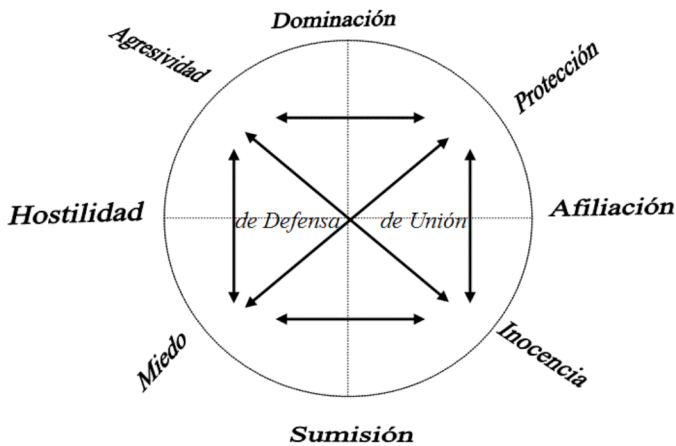 Dominación
Agresividad
Protección
Hostilidad
de Defensa
de Unión
Afiliación
Miedo
Inocencia
Sumisión